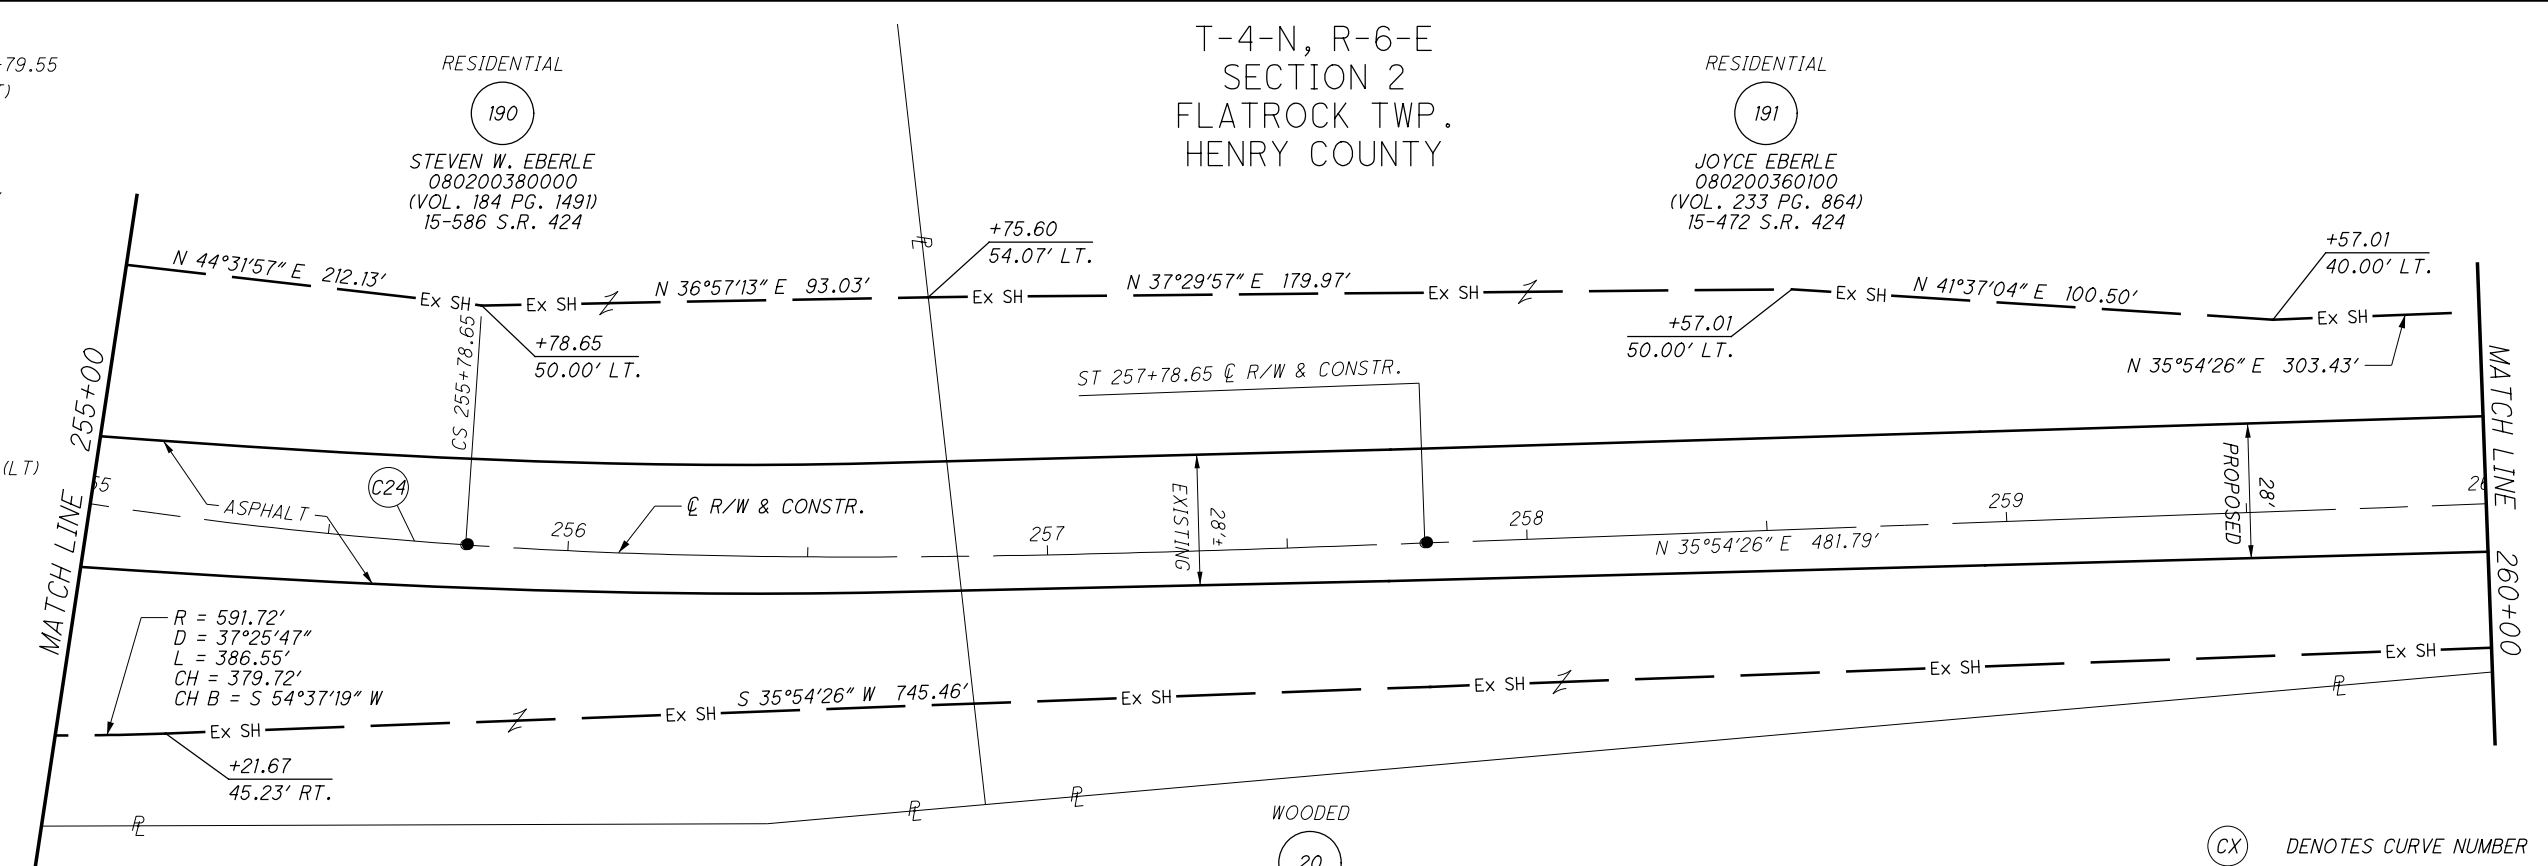 T-4-N, R-6-E
SECTION 2
FLATROCK TWP.
HENRY COUNTY
-79.55
RESIDENTIAL
190
STEVEN W. EBERLE
080200380000
(VOL. 184 PG. 1491)
15-586 S.R. 424
RESIDENTIAL
191
JOYCE EBERLE
080200360100
(VOL. 233 PG. 864)
15-472 S.R. 424
N 44°31'57" E 212.13'
Ex SH
Ex SH
N 36°57'13" E 93.03'
PL
+75.60
54.07' LT.
Ex SH
N 37°29'57" E 179.97'
Ex SH
Ex SH
N 41°37'04" E 100.50'
+57.01
40.00' LT.
Ex SH
+78.65
50.00' LT.
+57.01
50.00' LT.
N 35°54'26" E 303.43'
CS 255+78.65
ST 257+78.65 ℄ R/W & CONSTR.
MATCH LINE 255+00
MATCH LINE 260+00
(LT)
C24
ASPHALT
℄ R/W & CONSTR.
256
257
258
259
EXISTING
28'±
PROPOSED
28'
N 35°54'26" E 481.79'
R = 591.72'
D = 37°25'47"
L = 386.55'
CH = 379.72'
CH B = S 54°37'19" W
Ex SH
Ex SH
S 35°54'26" W 745.46'
Ex SH
Ex SH
Ex SH
Ex SH
+21.67
45.23' RT.
PL
PL
PL
PL
WOODED
20
CX DENOTES CURVE NUMBER